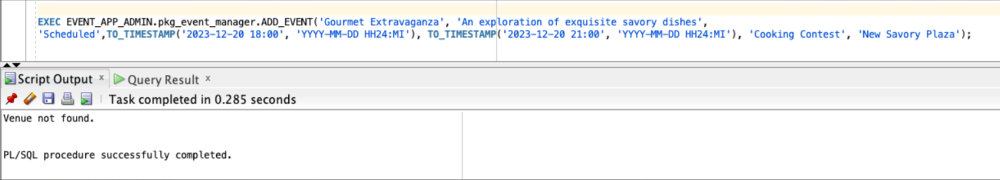 EXEC EVENT_APP_ADMIN.pkg_event_manager.ADD_EVENT('Gourmet Extravaganza', 'An exploration of exquisite savory dishes',
'Scheduled',TO_TIMESTAMP('2023-12-20 18:00', 'YYYY-MM-DD HH24:MI'), TO_TIMESTAMP('2023-12-20 21:00', 'YYYY-MM-DD HH24:MI'), 'Cooking Contest', 'New Savory Plaza');
Script Output x Query Result x
Task completed in 0.285 seconds
Venue not found.
PL/SQL procedure successfully completed.